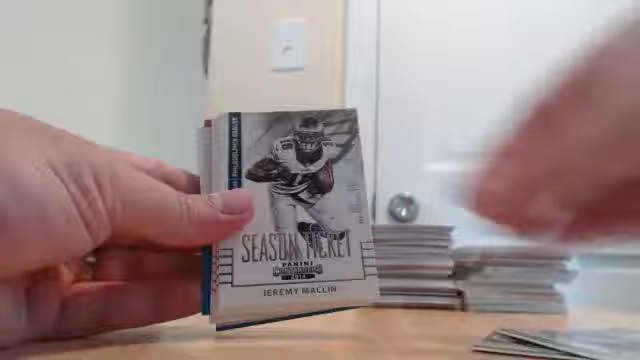 PHILADELPHIA EAGLES
SEASON TICKET
PANINI
CONTENDERS
2014
JEREMY MACLIN